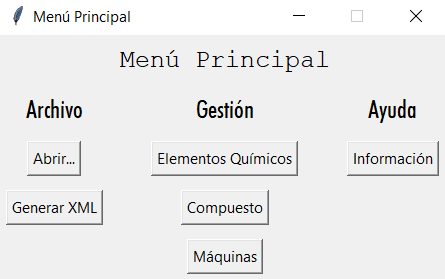 Menú Principal
Menú Principal
Archivo Gestión Ayuda
Abrir... Elementos Químicos Información
Generar XML Compuesto
Máquinas